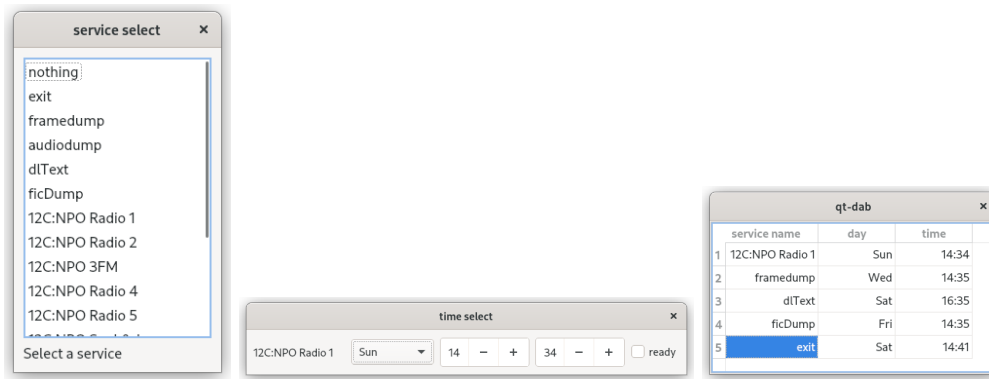 service select ×
nothing
exit
framedump
audiodump
dlText
ficDump
12C:NPO Radio 1
12C:NPO Radio 2
12C:NPO 3FM
12C:NPO Radio 4
12C:NPO Radio 5
Select a service
time select ×
12C:NPO Radio 1 Sun 14 − + 34 − + ready
qt-dab ×
service name day time
1 12C:NPO Radio 1 Sun 14:34
2 framedump Wed 14:35
3 dlText Sat 16:35
4 ficDump Fri 14:35
5 exit Sat 14:41